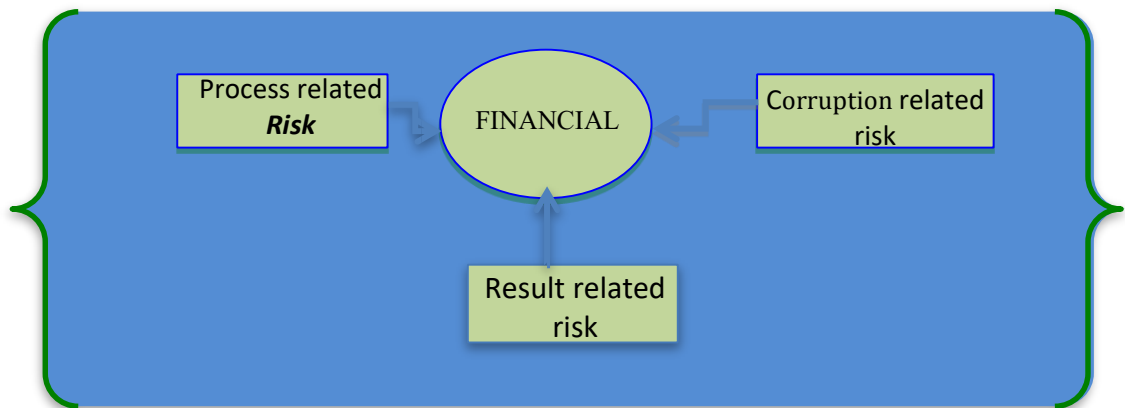 Process related
Risk
FINANCIAL
Corruption related
risk
Result related
risk